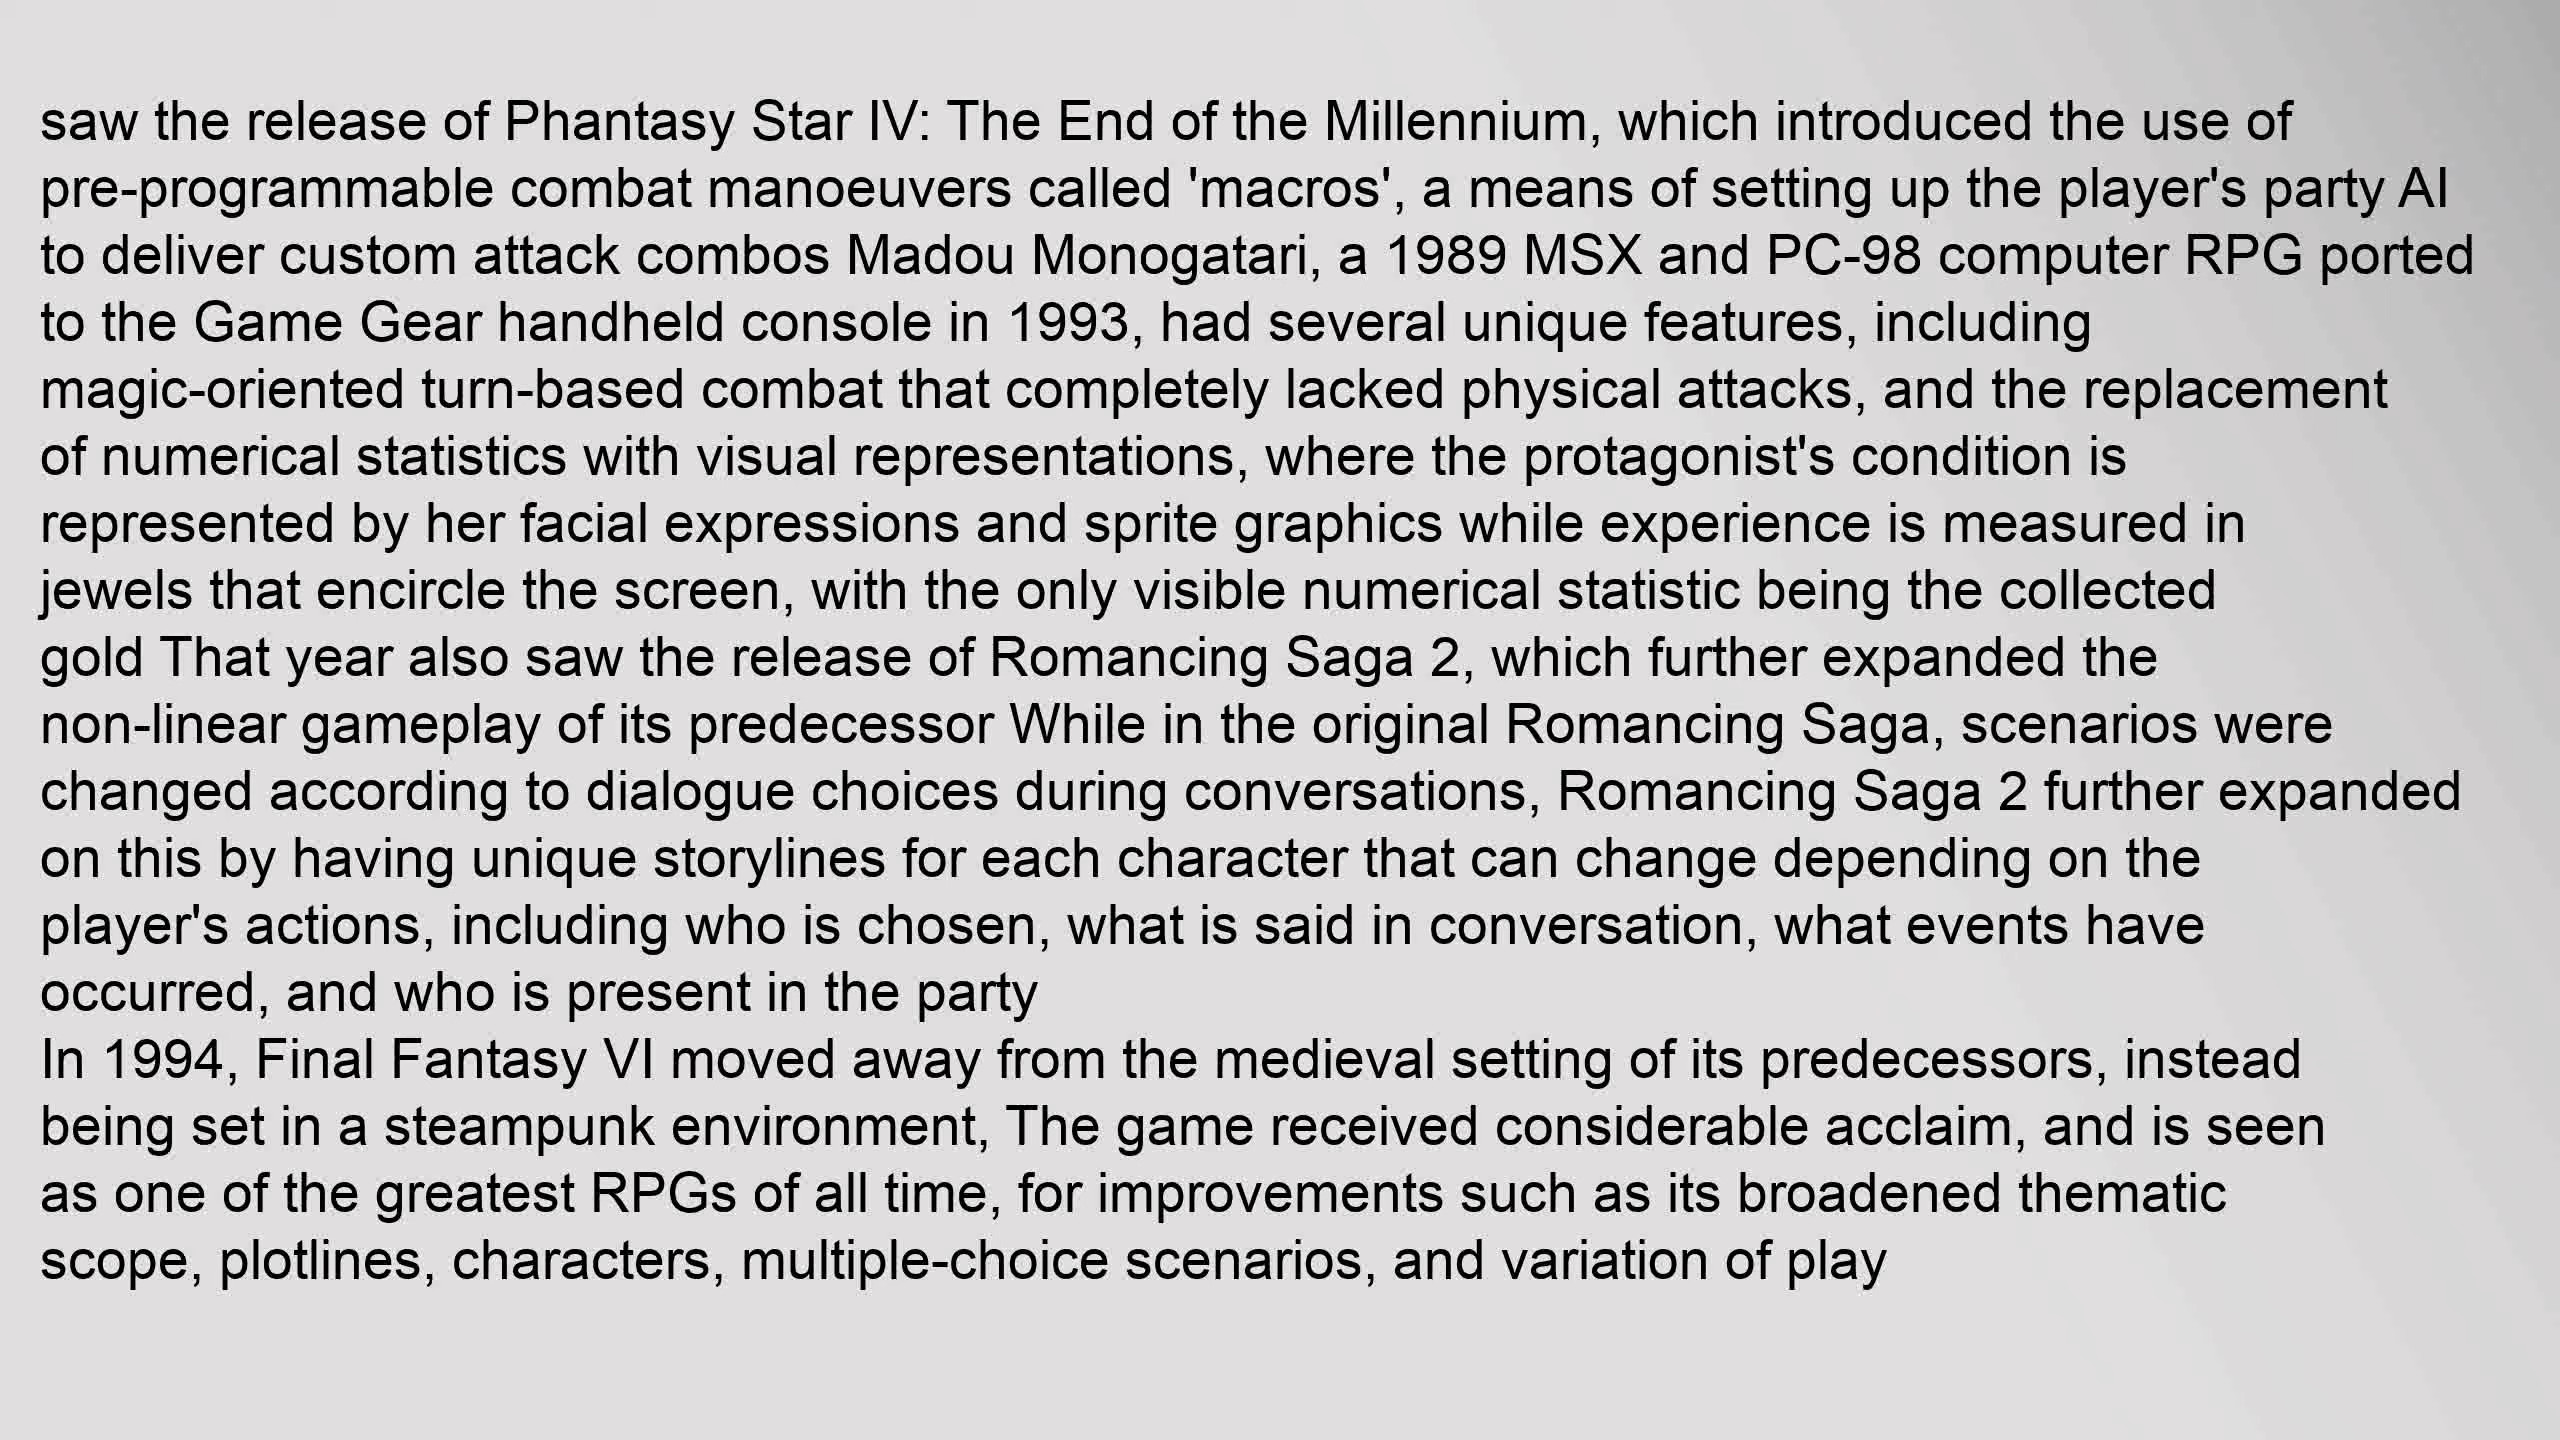 saw the release of Phantasy Star IV: The End of the Millennium, which introduced the use of
pre-programmable combat manoeuvers called 'macros', a means of setting up the player's party AI
to deliver custom attack combos Madou Monogatari, a 1989 MSX and PC-98 computer RPG ported
to the Game Gear handheld console in 1993, had several unique features, including
magic-oriented turn-based combat that completely lacked physical attacks, and the replacement
of numerical statistics with visual representations, where the protagonist's condition is
represented by her facial expressions and sprite graphics while experience is measured in
jewels that encircle the screen, with the only visible numerical statistic being the collected
gold That year also saw the release of Romancing Saga 2, which further expanded the
non-linear gameplay of its predecessor While in the original Romancing Saga, scenarios were
changed according to dialogue choices during conversations, Romancing Saga 2 further expanded
on this by having unique storylines for each character that can change depending on the
player's actions, including who is chosen, what is said in conversation, what events have
occurred, and who is present in the party
In 1994, Final Fantasy VI moved away from the medieval setting of its predecessors, instead
being set in a steampunk environment, The game received considerable acclaim, and is seen
as one of the greatest RPGs of all time, for improvements such as its broadened thematic
scope, plotlines, characters, multiple-choice scenarios, and variation of play